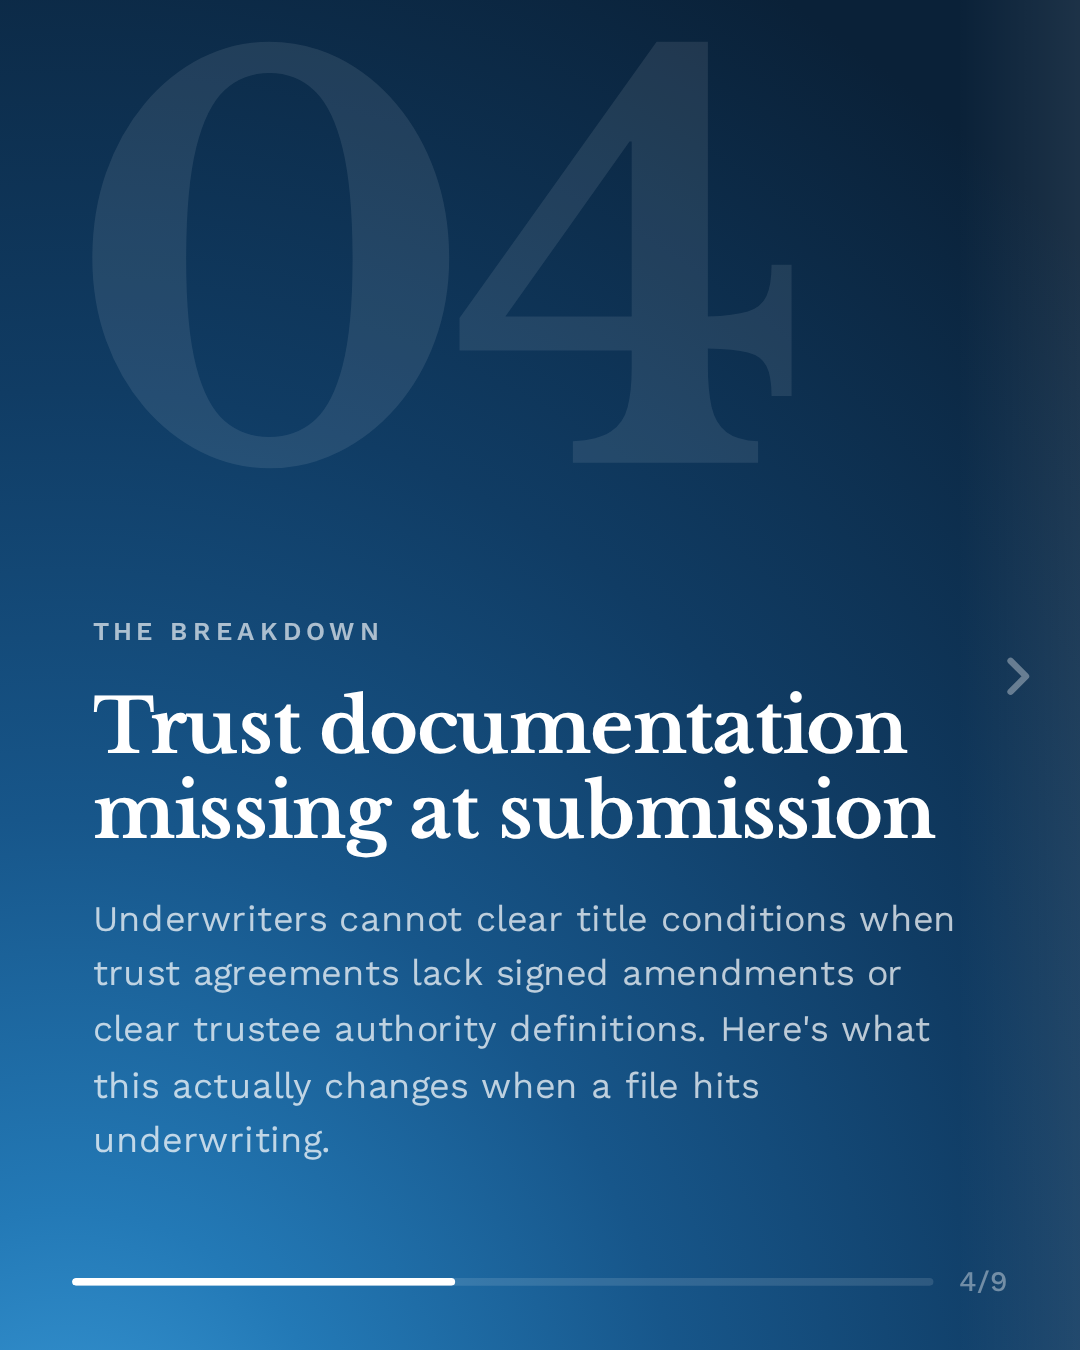 04
THE BREAKDOWN
Trust documentation
missing at submission
Underwriters cannot clear title conditions when
trust agreements lack signed amendments or
clear trustee authority definitions. Here's what
this actually changes when a file hits
underwriting.
4/9